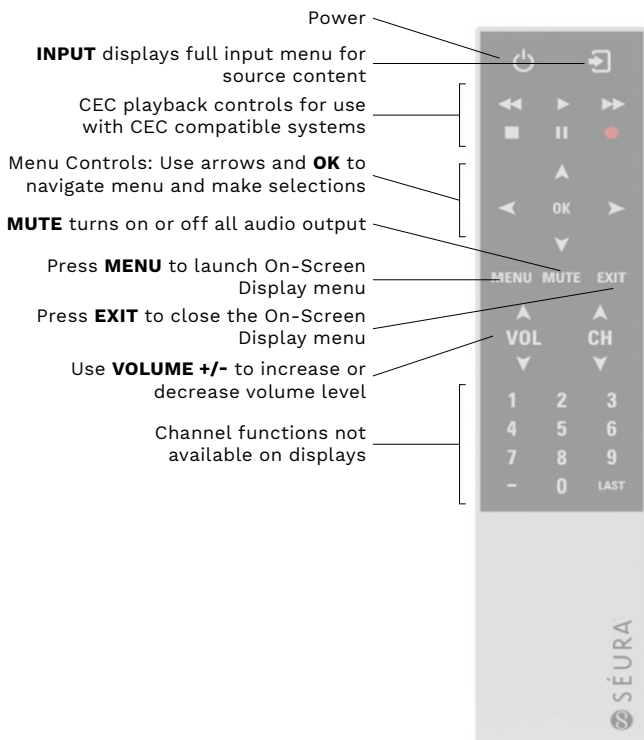 Power
INPUT displays full input menu for
source content
CEC playback controls for use
with CEC compatible systems
Menu Controls: Use arrows and OK to
navigate menu and make selections
MUTE turns on or off all audio output
Press MENU to launch On-Screen
Display menu
Press EXIT to close the On-Screen
Display menu
Use VOLUME +/- to increase or
decrease volume level
Channel functions not
available on displays
OK
MENU MUTE EXIT
VOL CH
1 2 3
4 5 6
7 8 9
- 0 LAST
SÉURA